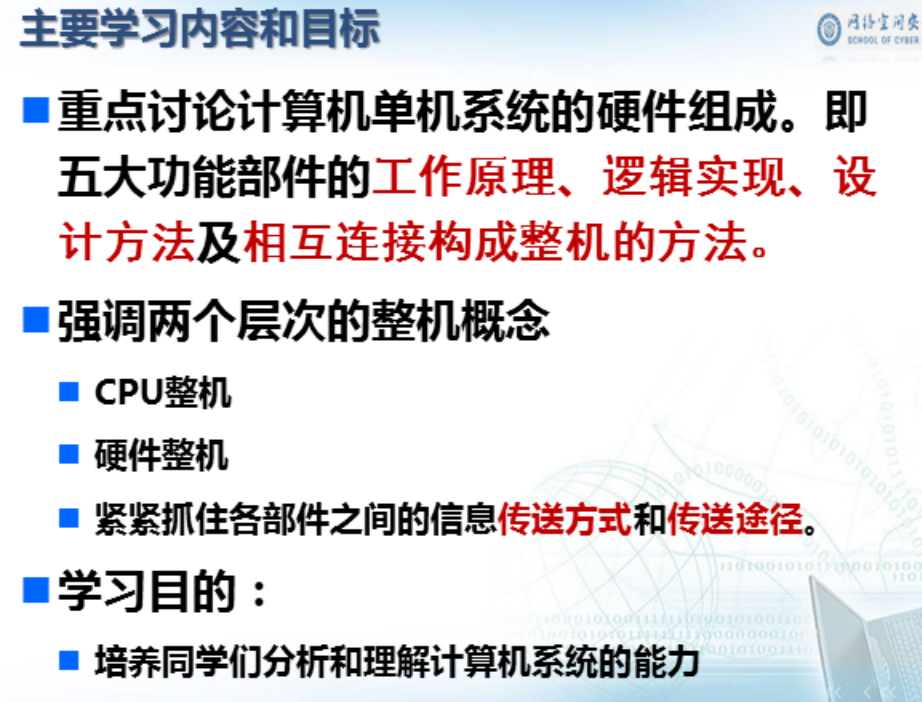 主要学习内容和目标
网络空间安
SCHOOL OF CYBER
重点讨论计算机单机系统的硬件组成。即
五大功能部件的工作原理、逻辑实现、设
计方法及相互连接构成整机的方法。
强调两个层次的整机概念
CPU整机
硬件整机
紧紧抓住各部件之间的信息传送方式和传送途径。
学习目的：
培养同学们分析和理解计算机系统的能力